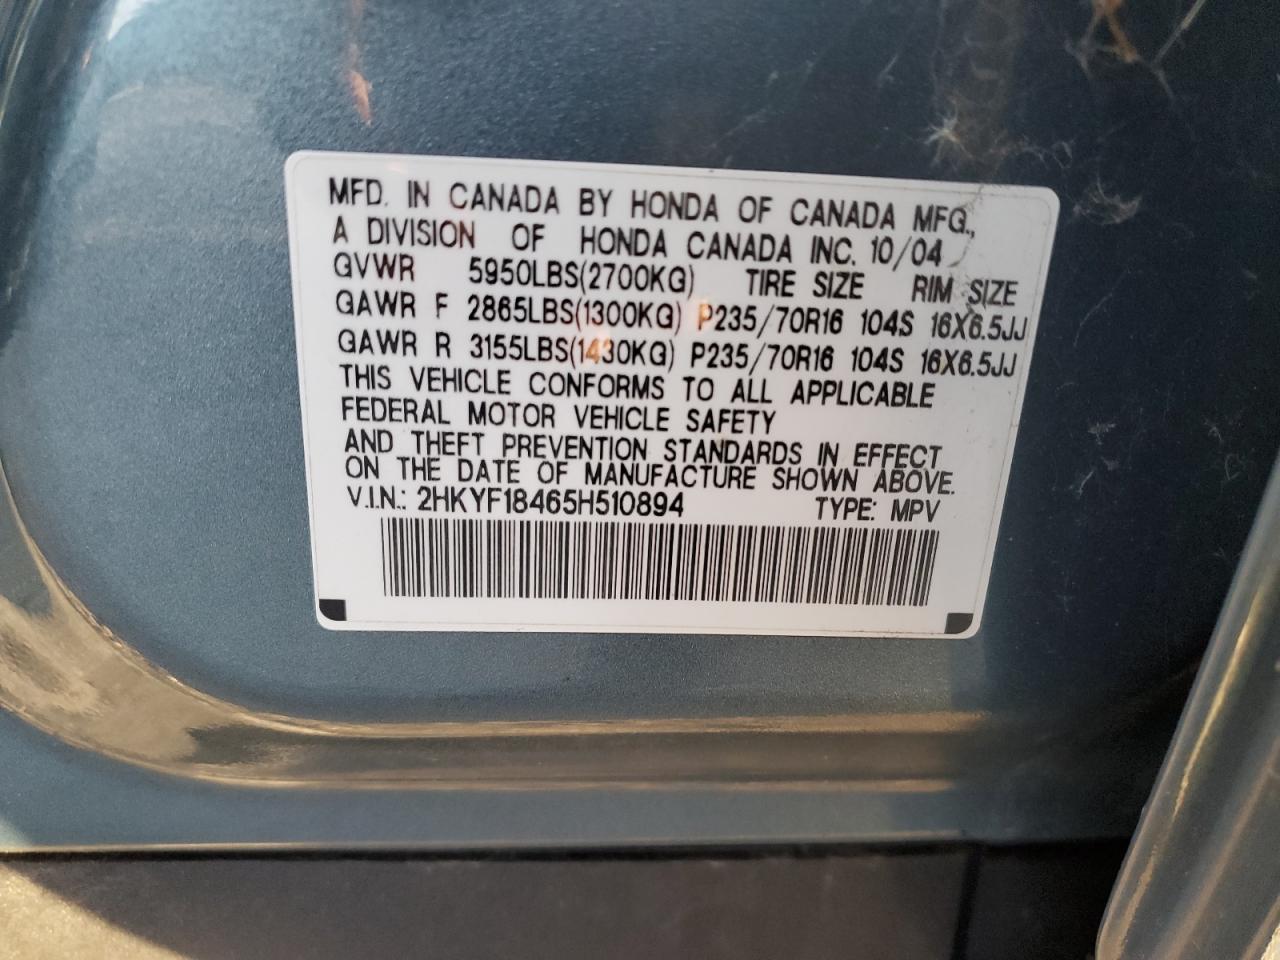 MFD. IN CANADA BY HONDA OF CANADA MFG.,
A DIVISION OF HONDA CANADA INC. 10/04
GVWR 5950LBS(2700KG) TIRE SIZE RIM SIZE
GAWR F 2865LBS(1300KG) P235/70R16 104S 16X6.5JJ
GAWR R 3155LBS(1430KG) P235/70R16 104S 16X6.5JJ
THIS VEHICLE CONFORMS TO ALL APPLICABLE
FEDERAL MOTOR VEHICLE SAFETY
AND THEFT PREVENTION STANDARDS IN EFFECT
ON THE DATE OF MANUFACTURE SHOWN ABOVE.
V.I.N.: 2HKYF18465H510894 TYPE: MPV